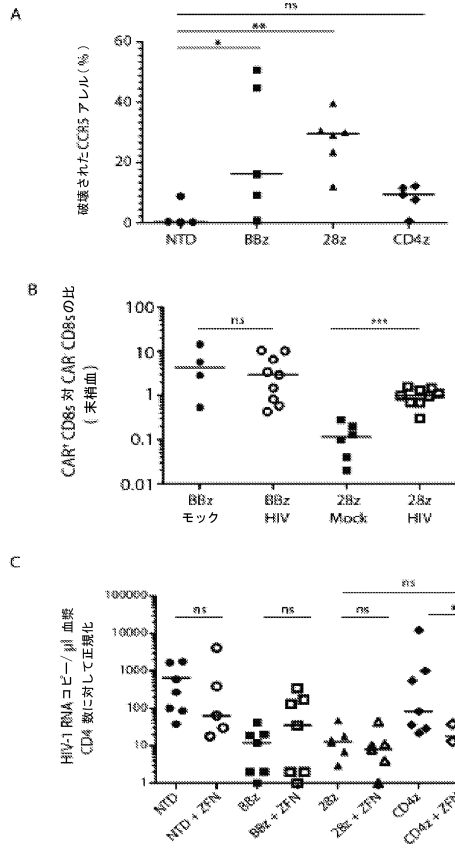 A
ns
**
*
破壊されたCCR5 アレル(%)
60
40
20
0
NTD
BBz
28z
CD4z
B
ns
***
CAR⁺ CD8s 対 CAR⁻ CD8s の比
(末梢血)
100
10
1
0.1
0.01
BBz
モック
BBz
HIV
28z
Mock
28z
HIV
C
ns
ns
ns
ns
*
HIV-1 RNAコピー/µl 血漿
CD4 数に対して正規化
100000
10000
1000
100
10
1
NTD
NTD + ZFN
BBz
BBz + ZFN
28z
28z + ZFN
CD4z
CD4z + ZFN